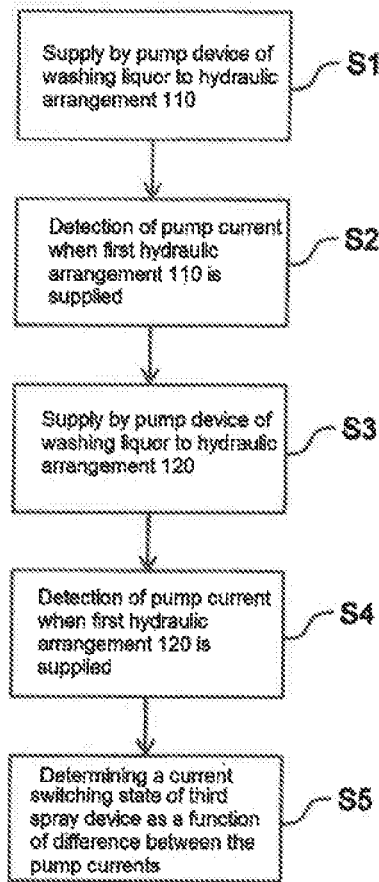 Supply by pump device of
washing liquor to hydraulic
arrangement 110
S1
Detection of pump current
when first hydraulic
arrangement 110 is
supplied
S2
Supply by pump device of
washing liquor to hydraulic
arrangement 120
S3
Detection of pump current
when first hydraulic
arrangement 120 is
supplied
S4
Determining a current
switching state of third
spray device as a function
of difference between the
pump currents
S5